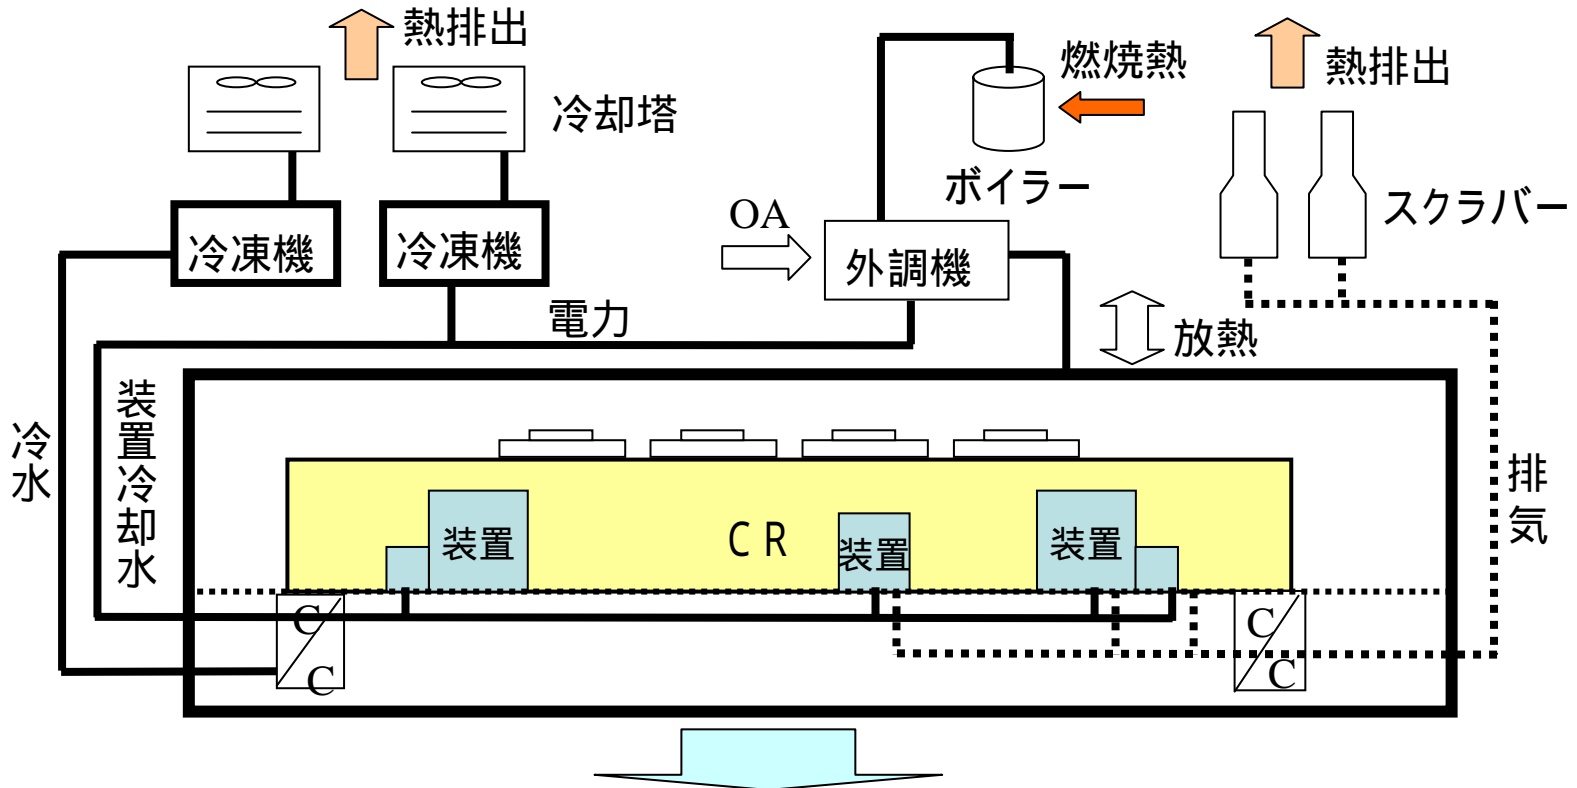 熱排出
冷却塔
燃焼熱
熱排出
ボイラー
スクラバー
OA
冷凍機
冷凍機
外調機
電力
放熱
装置冷却水
冷水
排気
装置
CR
装置
装置
C
C
C
C